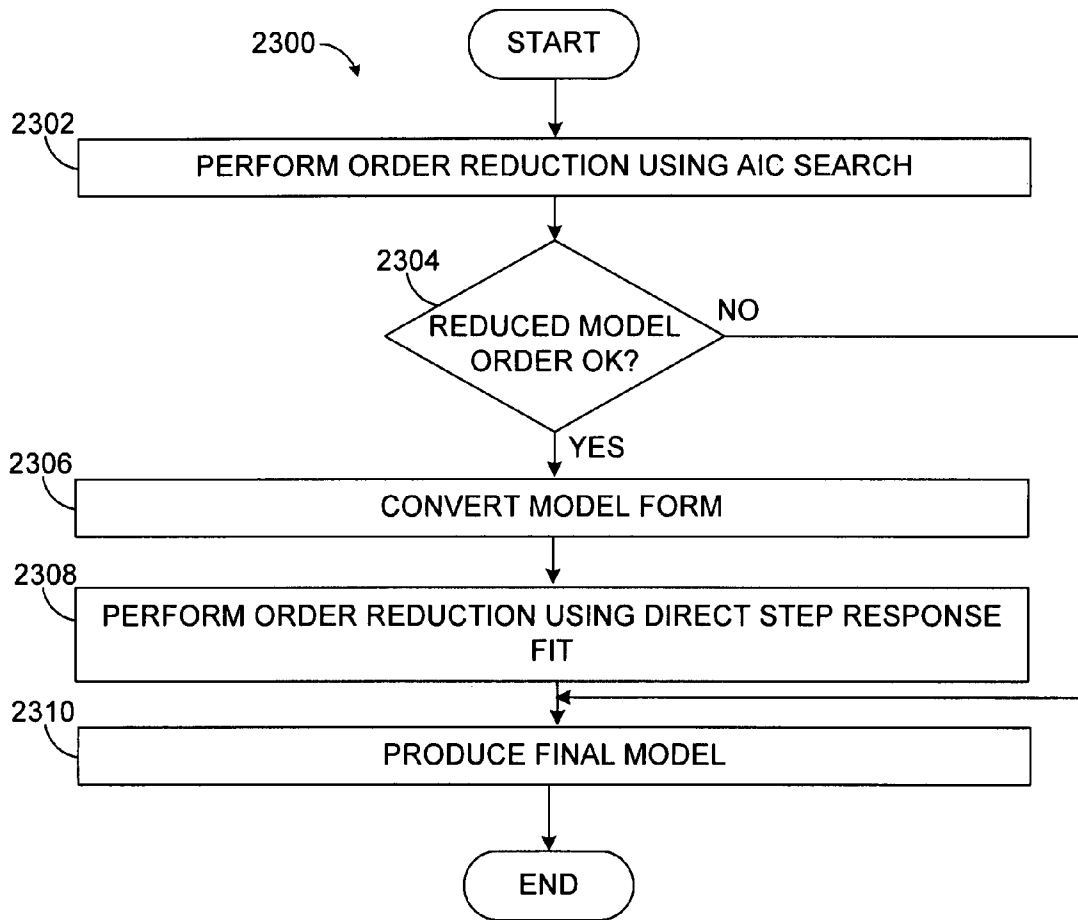 START
2300
2302
PERFORM ORDER REDUCTION USING AIC SEARCH
2304
REDUCED MODEL
ORDER OK?
NO
YES
2306
CONVERT MODEL FORM
2308
PERFORM ORDER REDUCTION USING DIRECT STEP RESPONSE
FIT
2310
PRODUCE FINAL MODEL
END